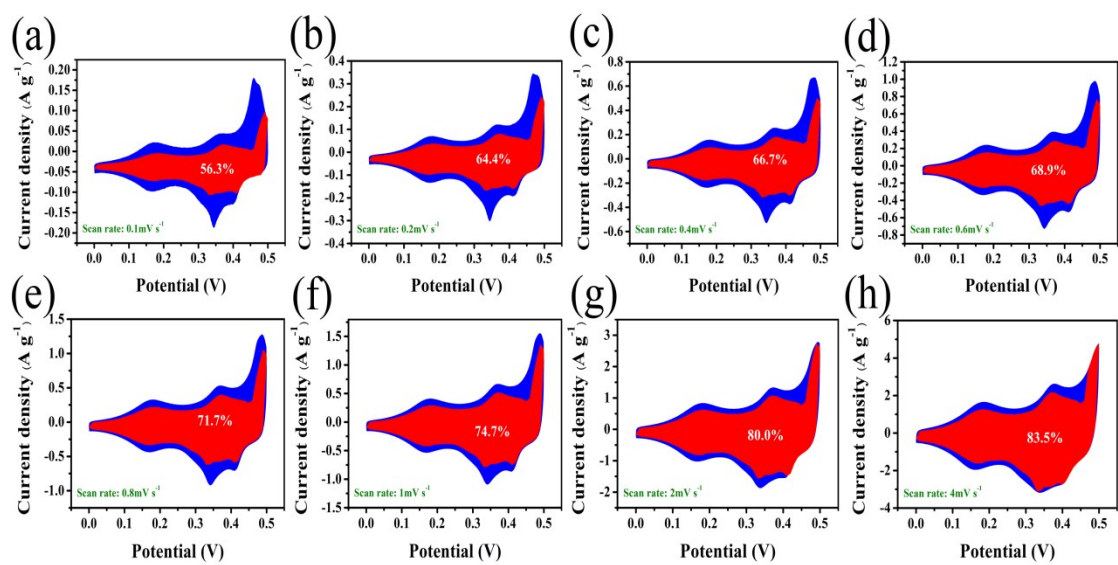 (a)
Current density (A g⁻¹)
0.20
0.15
0.10
0.05
0.00
-0.05
-0.10
-0.15
-0.20
56.3%
Scan rate: 0.1mV s⁻¹
0.0 0.1 0.2 0.3 0.4 0.5
Potential (V)
(b)
Current density (A g⁻¹)
0.4
0.3
0.2
0.1
0.0
-0.1
-0.2
-0.3
-0.4
64.4%
Scan rate: 0.2mV s⁻¹
0.0 0.1 0.2 0.3 0.4 0.5
Potential (V)
(c)
Current density (A g⁻¹)
0.8
0.6
0.4
0.2
0.0
-0.2
-0.4
-0.6
66.7%
Scan rate: 0.4mV s⁻¹
0.0 0.1 0.2 0.3 0.4 0.5
Potential (V)
(d)
Current density (A g⁻¹)
1.0
0.8
0.6
0.4
0.2
0.0
-0.2
-0.4
-0.6
-0.8
68.9%
Scan rate: 0.6mV s⁻¹
0.0 0.1 0.2 0.3 0.4 0.5
Potential (V)
(e)
Current density (A g⁻¹)
1.5
1.0
0.5
0.0
-0.5
-1.0
71.7%
Scan rate: 0.8mV s⁻¹
0.0 0.1 0.2 0.3 0.4 0.5
Potential (V)
(f)
Current density (A g⁻¹)
1.5
1.0
0.5
0.0
-0.5
-1.0
-1.5
74.7%
Scan rate: 1mV s⁻¹
0.0 0.1 0.2 0.3 0.4 0.5
Potential (V)
(g)
Current density (A g⁻¹)
3
2
1
0
-1
-2
80.0%
Scan rate: 2mV s⁻¹
0.0 0.1 0.2 0.3 0.4 0.5
Potential (V)
(h)
Current density (A g⁻¹)
6
4
2
0
-2
-4
83.5%
Scan rate: 4mV s⁻¹
0.0 0.1 0.2 0.3 0.4 0.5
Potential (V)